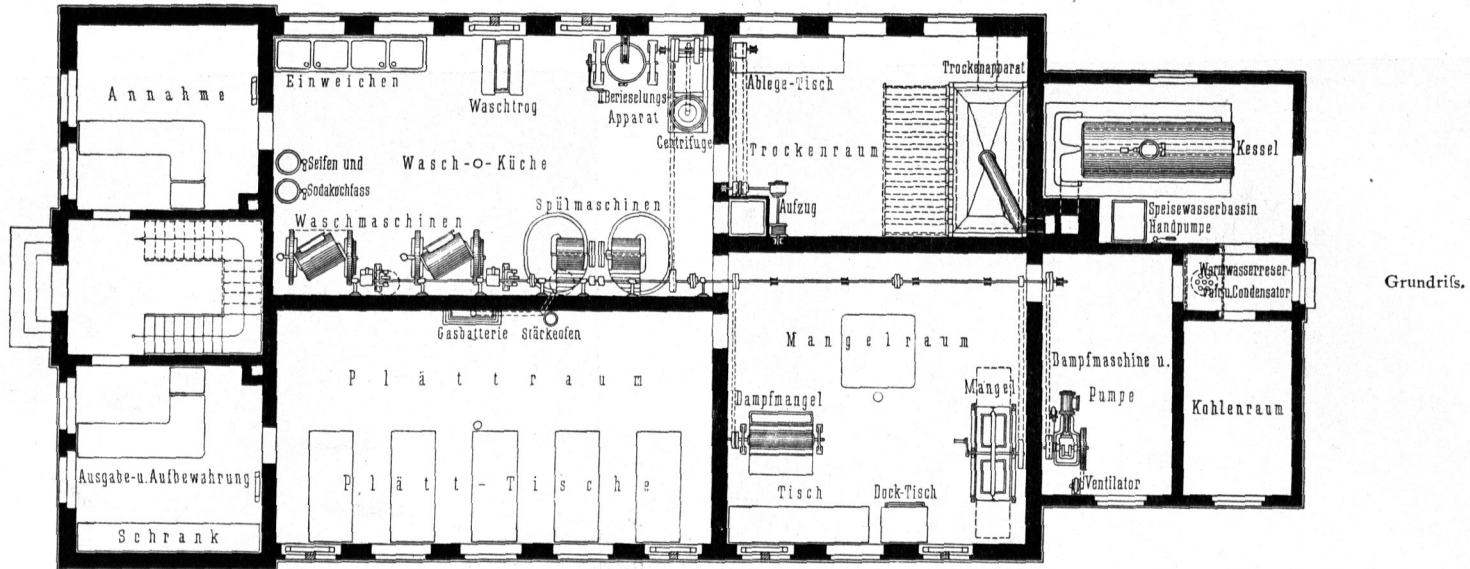 Annahme
Einweichen
Waschtrog
Berieselungs
Apparat
Centrifuge
Ablege-Tisch
Trockenapparat
Trockenraum
Aufzug
Kessel
Speisewasserbassin
Handpumpe
Seifen und
Sodakochfass
Wasch-Küche
Waschmaschinen
Spülmaschinen
Warmwasserreser-
vair u. Condensator
Grundriſs.
Gasbatterie
Stärkeofen
Plättraum
Plätt-Tische
Mangelraum
Dampfmangel
Mangel
Tisch
Dock-Tisch
Dampfmaschine u.
Pumpe
Ventilator
Kohlenraum
Ausgabe-u. Aufbewahrung
Schrank